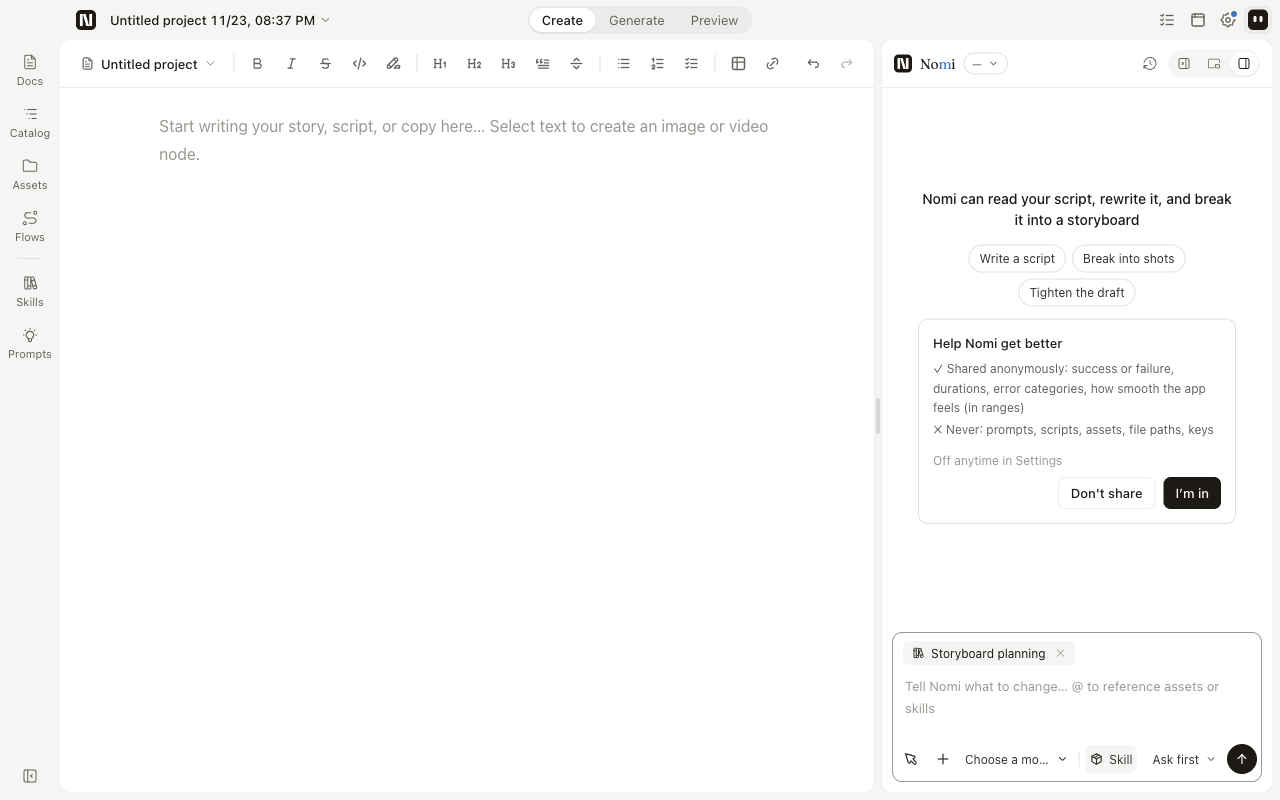 Untitled project 11/23, 08:37 PM
Create
Generate
Preview
Docs
Catalog
Assets
Flows
Skills
Prompts
Untitled project
B
I
S
H1
H2
H3
Start writing your story, script, or copy here... Select text to create an image or video
node.
Nomi
—
Nomi can read your script, rewrite it, and break
it into a storyboard
Write a script
Break into shots
Tighten the draft
Help Nomi get better
✓ Shared anonymously: success or failure,
durations, error categories, how smooth the app
feels (in ranges)
✕ Never: prompts, scripts, assets, file paths, keys
Off anytime in Settings
Don't share
I'm in
Storyboard planning
Tell Nomi what to change... @ to reference assets or
skills
Choose a mo...
Skill
Ask first